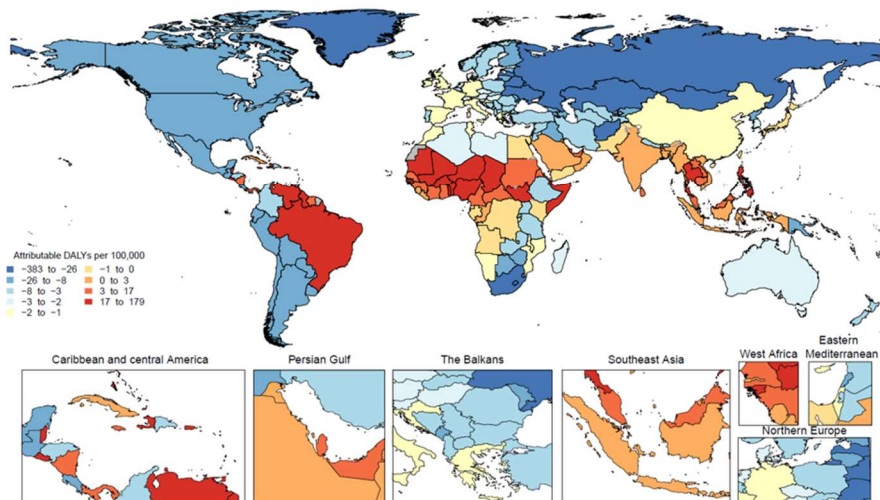 Attributable DALYs per 100,000
−383 to −26
−26 to −8
−8 to −3
−3 to −2
−2 to −1
−1 to 0
0 to 3
3 to 17
17 to 179
Caribbean and central America
Persian Gulf
The Balkans
Southeast Asia
West Africa
Eastern
Mediterranean
Northern Europe